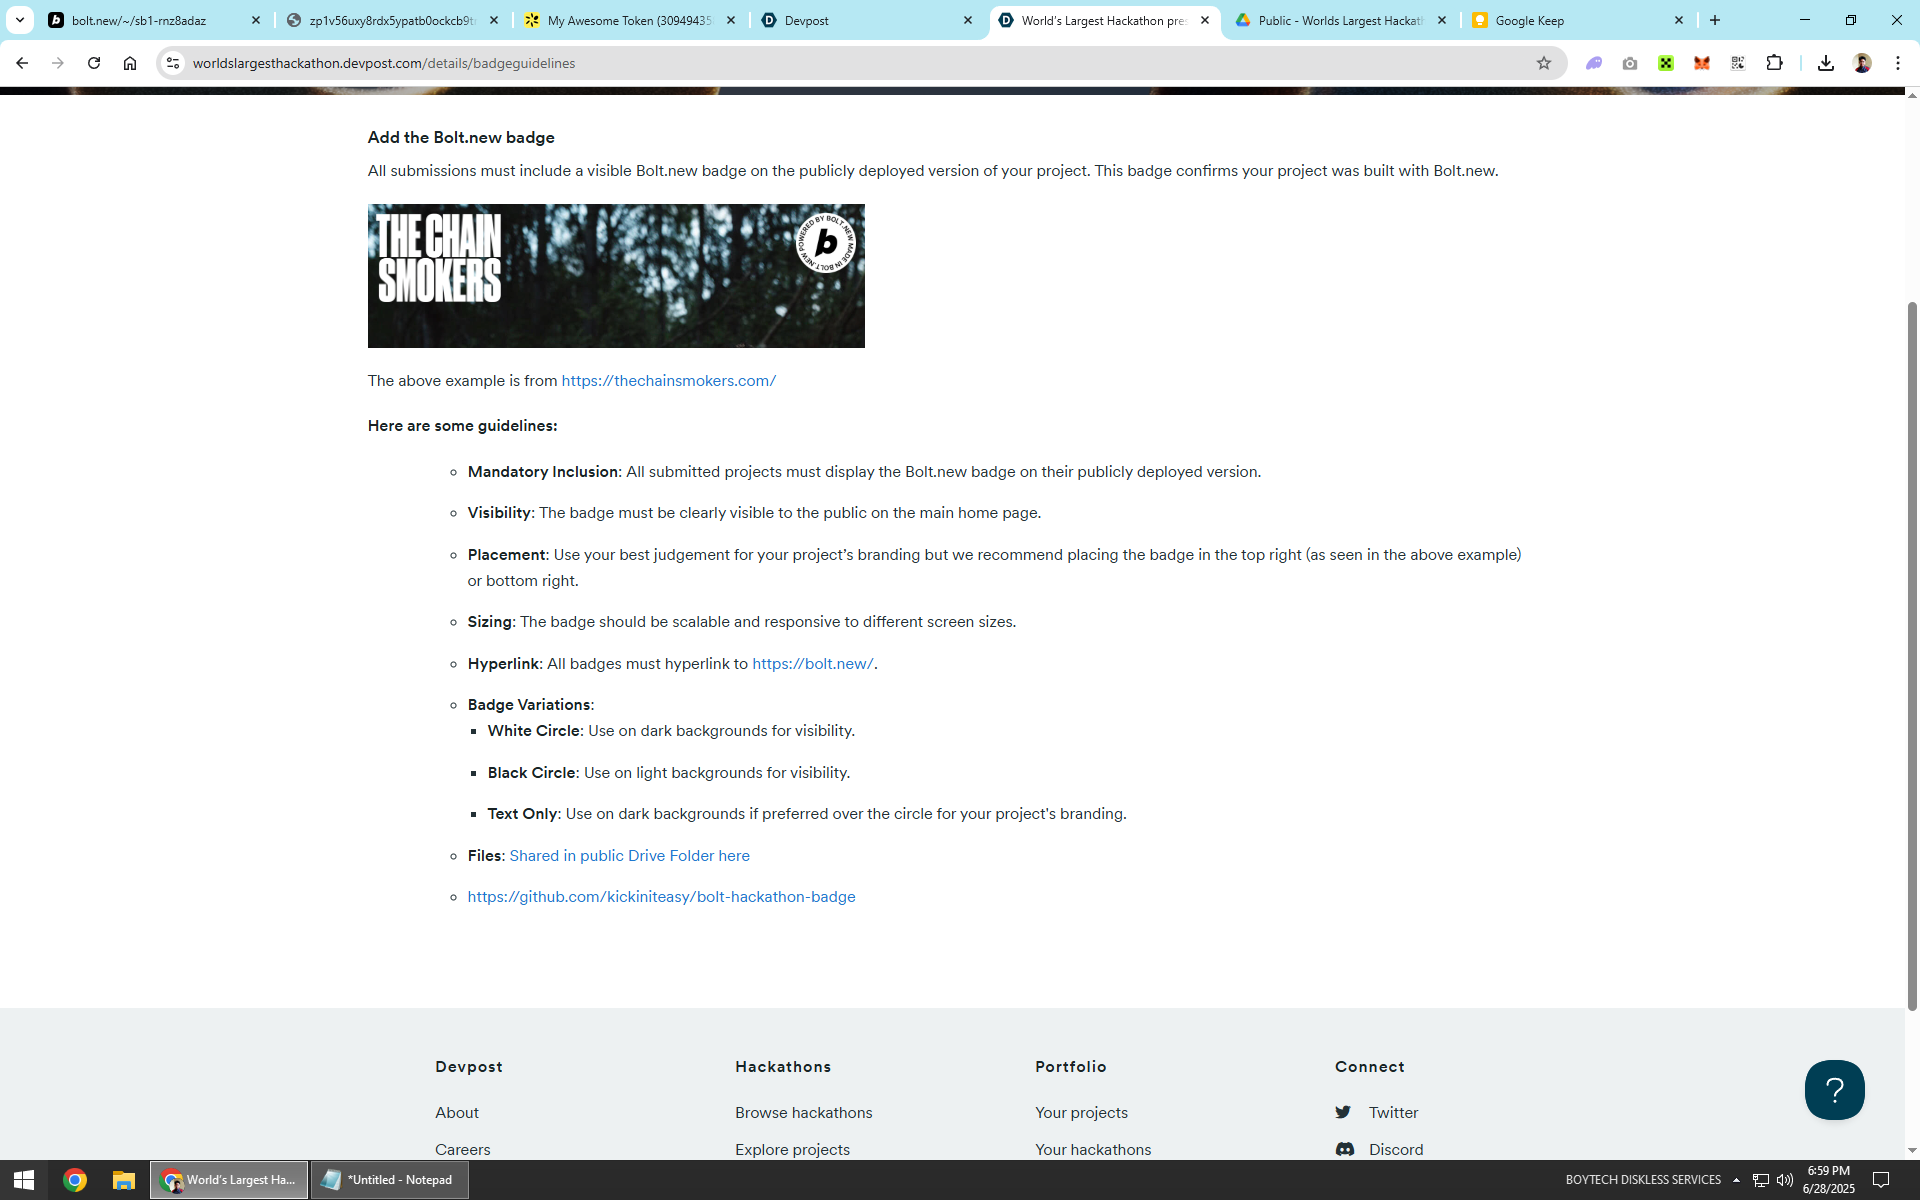 bolt.new/~/sb1-rnz8adaz
zp1v56uxy8rdx5ypatb0ockcb9t
My Awesome Token (30949435
Devpost
World's Largest Hackathon pre
Public - Worlds Largest Hackat
Google Keep
worldslargesthackathon.devpost.com/details/badgeguidelines
Add the Bolt.new badge
All submissions must include a visible Bolt.new badge on the publicly deployed version of your project. This badge confirms your project was built with Bolt.new.
THE CHAIN
SMOKERS
POWERED BY BOLT.NEW MADE IN BOLT.NEW
b
The above example is from https://thechainsmokers.com/
Here are some guidelines:
Mandatory Inclusion: All submitted projects must display the Bolt.new badge on their publicly deployed version.
Visibility: The badge must be clearly visible to the public on the main home page.
Placement: Use your best judgement for your project's branding but we recommend placing the badge in the top right (as seen in the above example)
or bottom right.
Sizing: The badge should be scalable and responsive to different screen sizes.
Hyperlink: All badges must hyperlink to https://bolt.new/.
Badge Variations:
White Circle: Use on dark backgrounds for visibility.
Black Circle: Use on light backgrounds for visibility.
Text Only: Use on dark backgrounds if preferred over the circle for your project's branding.
Files: Shared in public Drive Folder here
https://github.com/kickiniteasy/bolt-hackathon-badge
Devpost
Hackathons
Portfolio
Connect
About
Browse hackathons
Your projects
Twitter
Careers
Explore projects
Your hackathons
Discord
?
World's Largest Ha...
*Untitled - Notepad
BOYTECH DISKLESS SERVICES
6:59 PM
6/28/2025